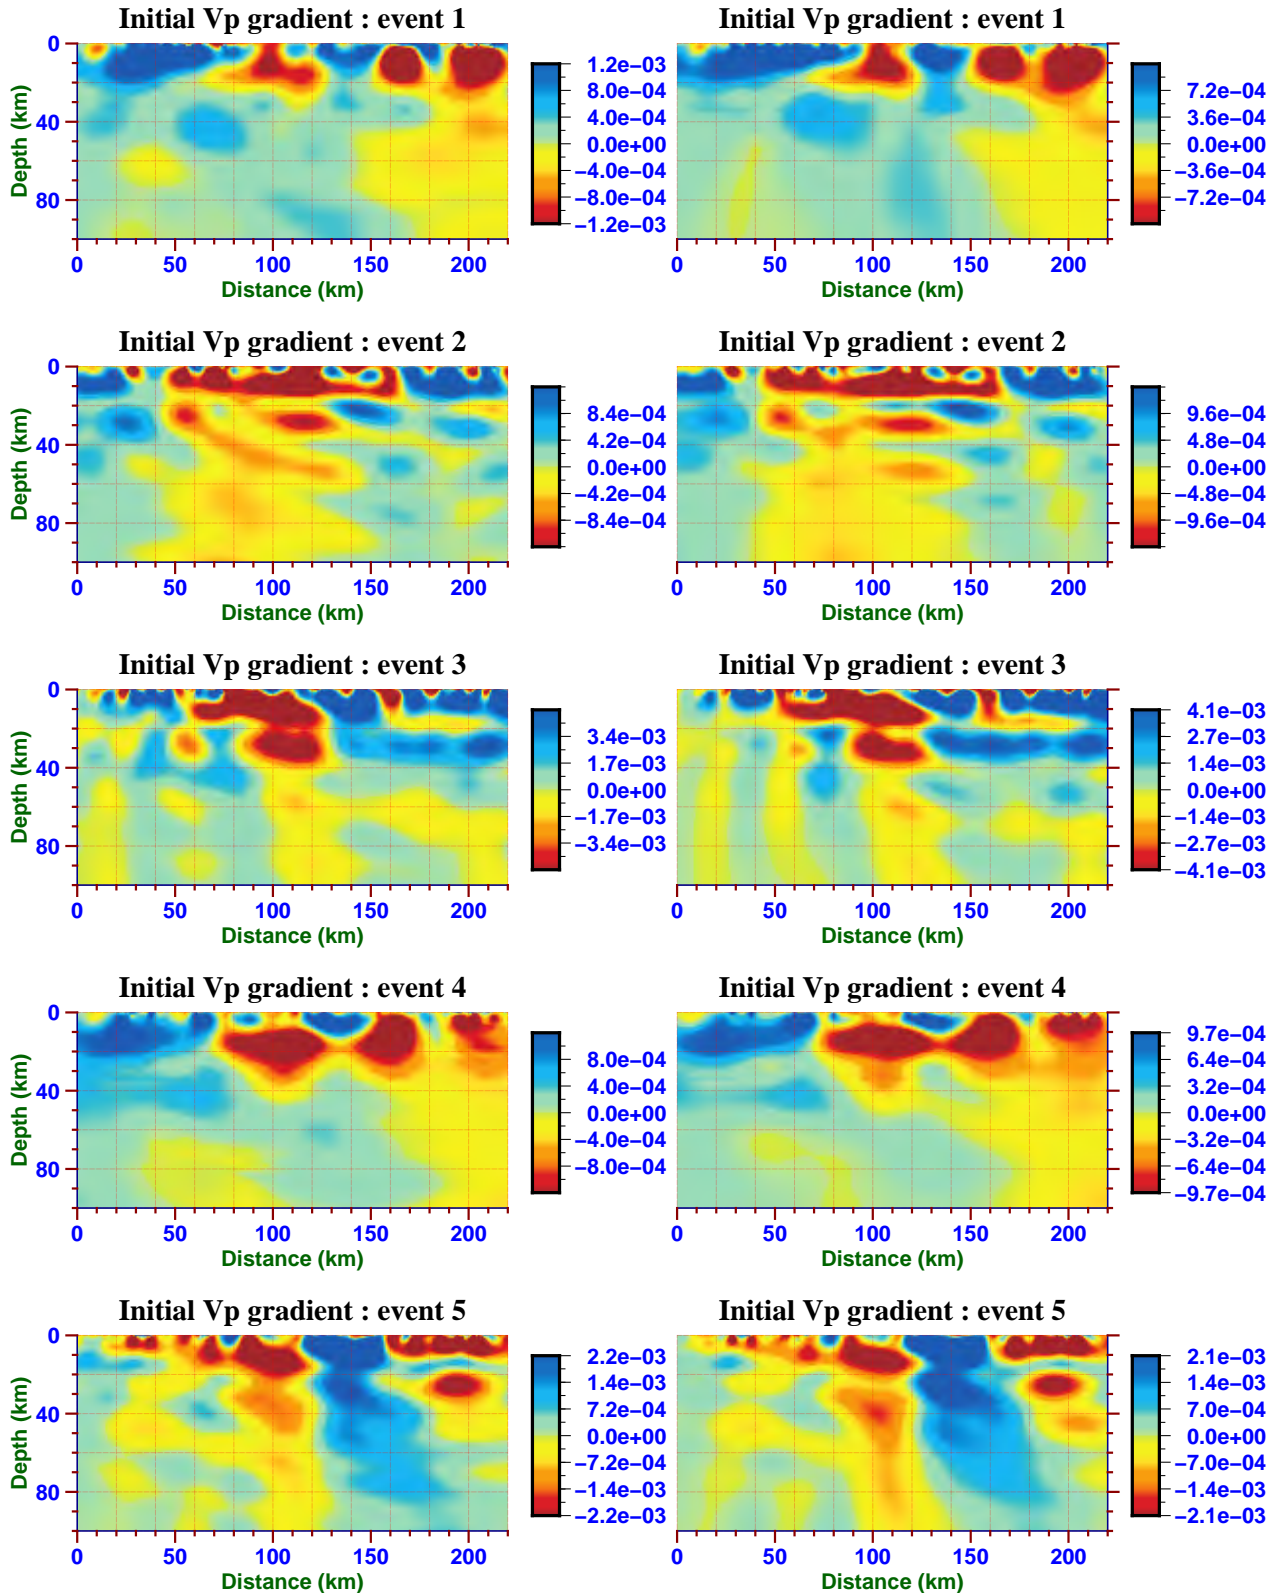 Initial Vp gradient : event 1
0
40
80
Depth (km)
0 50 100 150 200
Distance (km)
1.2e−03
8.0e−04
4.0e−04
0.0e+00
−4.0e−04
−8.0e−04
−1.2e−03
Initial Vp gradient : event 1
0 50 100 150 200
Distance (km)
7.2e−04
3.6e−04
0.0e+00
−3.6e−04
−7.2e−04
Initial Vp gradient : event 2
0
40
80
Depth (km)
0 50 100 150 200
Distance (km)
8.4e−04
4.2e−04
0.0e+00
−4.2e−04
−8.4e−04
Initial Vp gradient : event 2
0 50 100 150 200
Distance (km)
9.6e−04
4.8e−04
0.0e+00
−4.8e−04
−9.6e−04
Initial Vp gradient : event 3
0
40
80
Depth (km)
0 50 100 150 200
Distance (km)
3.4e−03
1.7e−03
0.0e+00
−1.7e−03
−3.4e−03
Initial Vp gradient : event 3
0 50 100 150 200
Distance (km)
4.1e−03
2.7e−03
1.4e−03
0.0e+00
−1.4e−03
−2.7e−03
−4.1e−03
Initial Vp gradient : event 4
0
40
80
Depth (km)
0 50 100 150 200
Distance (km)
8.0e−04
4.0e−04
0.0e+00
−4.0e−04
−8.0e−04
Initial Vp gradient : event 4
0 50 100 150 200
Distance (km)
9.7e−04
6.4e−04
3.2e−04
0.0e+00
−3.2e−04
−6.4e−04
−9.7e−04
Initial Vp gradient : event 5
0
40
80
Depth (km)
0 50 100 150 200
Distance (km)
2.2e−03
1.4e−03
7.2e−04
0.0e+00
−7.2e−04
−1.4e−03
−2.2e−03
Initial Vp gradient : event 5
0 50 100 150 200
Distance (km)
2.1e−03
1.4e−03
7.0e−04
0.0e+00
−7.0e−04
−1.4e−03
−2.1e−03